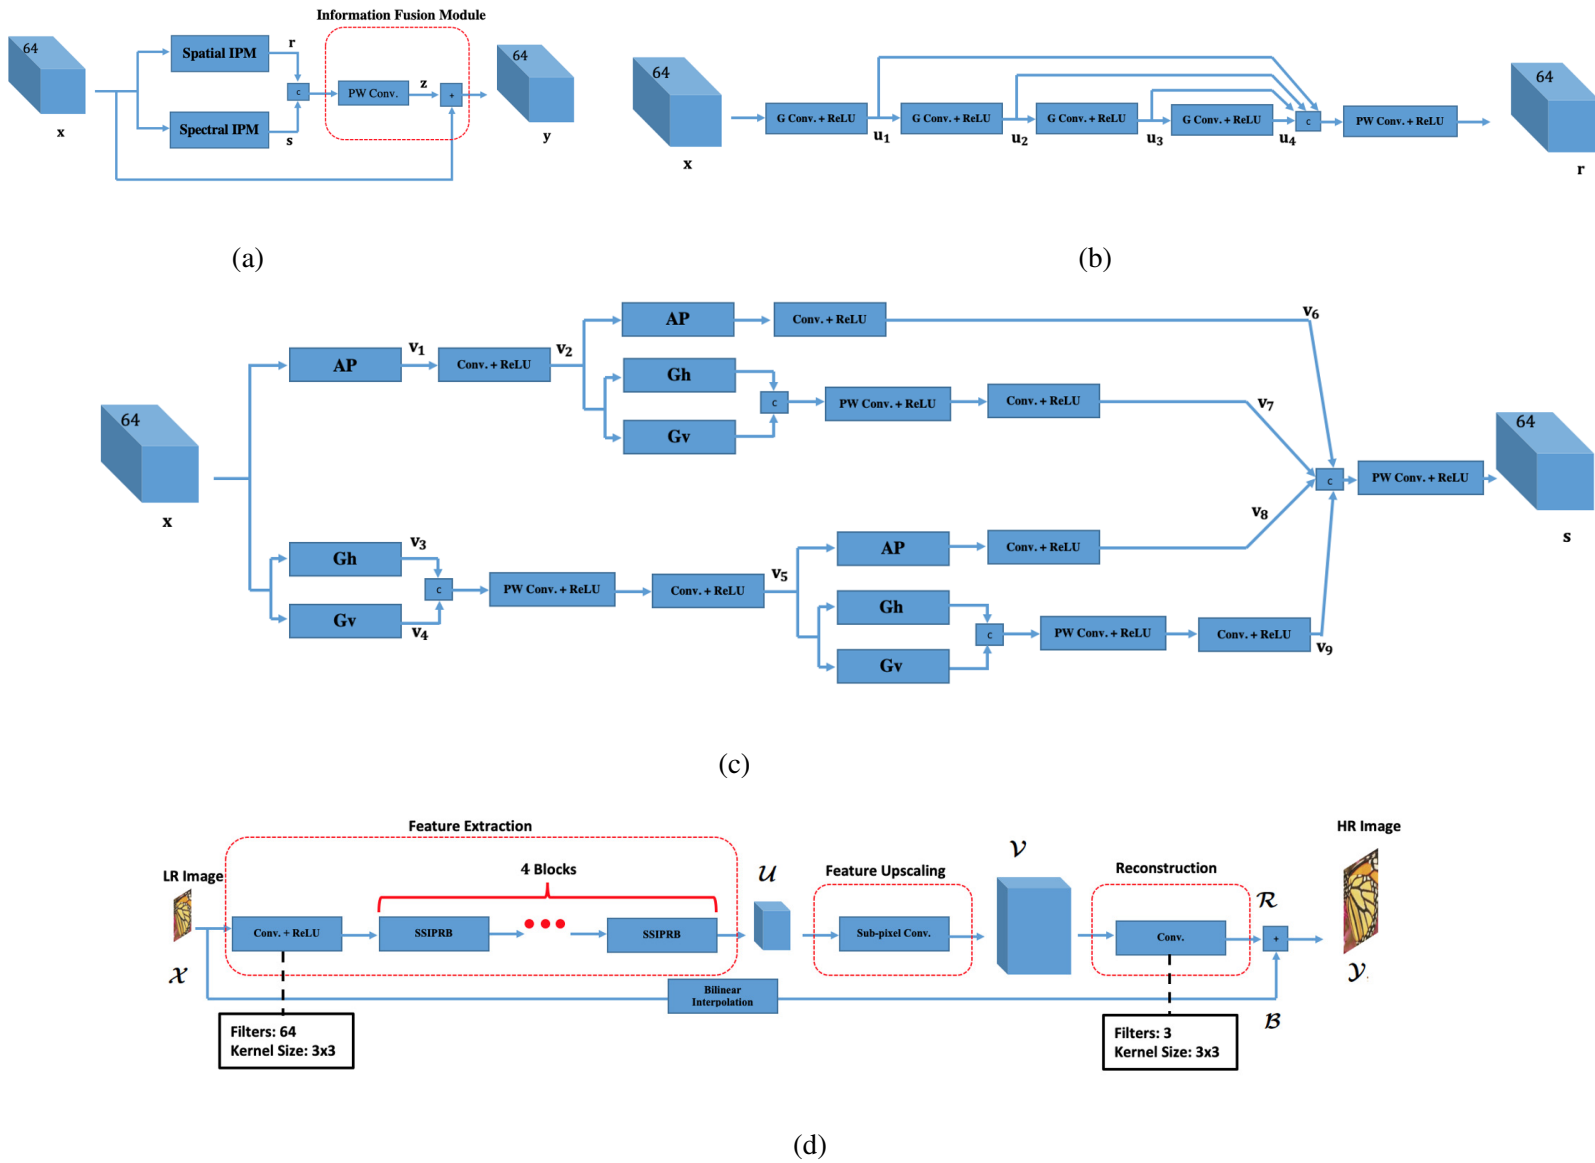 Information Fusion Module
64
x
Spatial IPM
r
c
Spectral IPM
s
PW Conv.
z
+
64
y
(a)
64
x
G Conv. + ReLU
u1
G Conv. + ReLU
u2
G Conv. + ReLU
u3
G Conv. + ReLU
u4
c
PW Conv. + ReLU
64
r
(b)
64
x
AP
v1
Conv. + ReLU
v2
AP
Conv. + ReLU
v6
Gh
Gv
c
PW Conv. + ReLU
Conv. + ReLU
v7
Gh
v3
Gv
v4
c
PW Conv. + ReLU
Conv. + ReLU
v5
AP
Conv. + ReLU
v8
Gh
Gv
c
PW Conv. + ReLU
Conv. + ReLU
v9
c
PW Conv. + ReLU
64
s
(c)
Feature Extraction
LR Image
X
4 Blocks
Conv. + ReLU
SSIPRB
SSIPRB
U
Feature Upscaling
Sub-pixel Conv.
V
Reconstruction
Conv.
R
+
HR Image
Y.
Bilinear
Interpolation
B
Filters: 64
Kernel Size: 3x3
Filters: 3
Kernel Size: 3x3
(d)